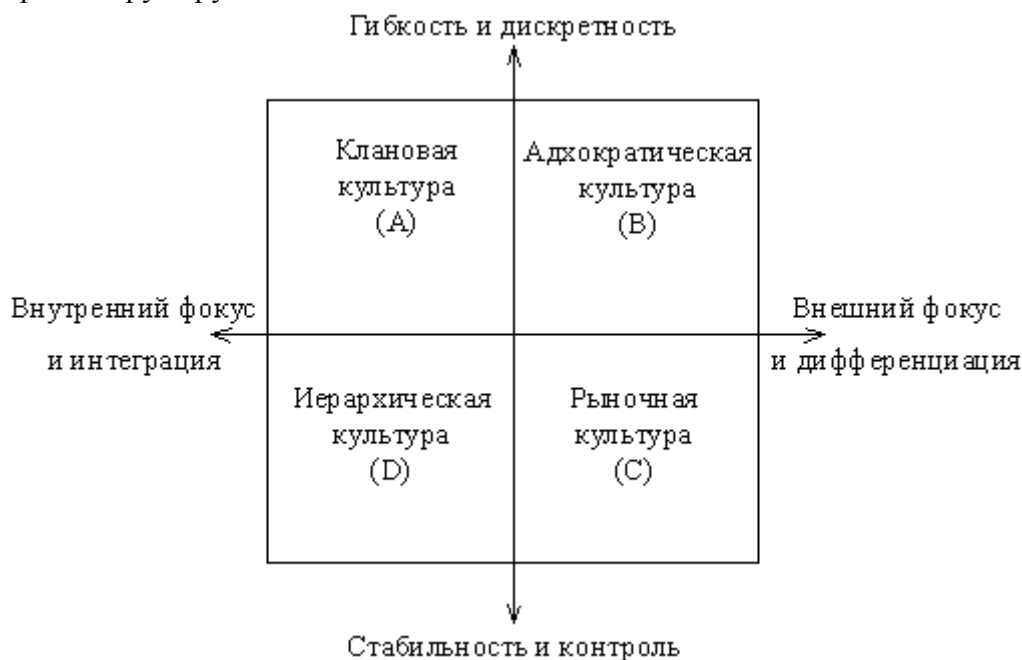 Гибкость и дискретность
Клановая
культура
(A)
Адхократическая
культура
(B)
Внутренний фокус
и интеграция
Внешний фокус
и дифференциация
Иерархическая
культура
(D)
Рыночная
культура
(C)
Стабильность и контроль